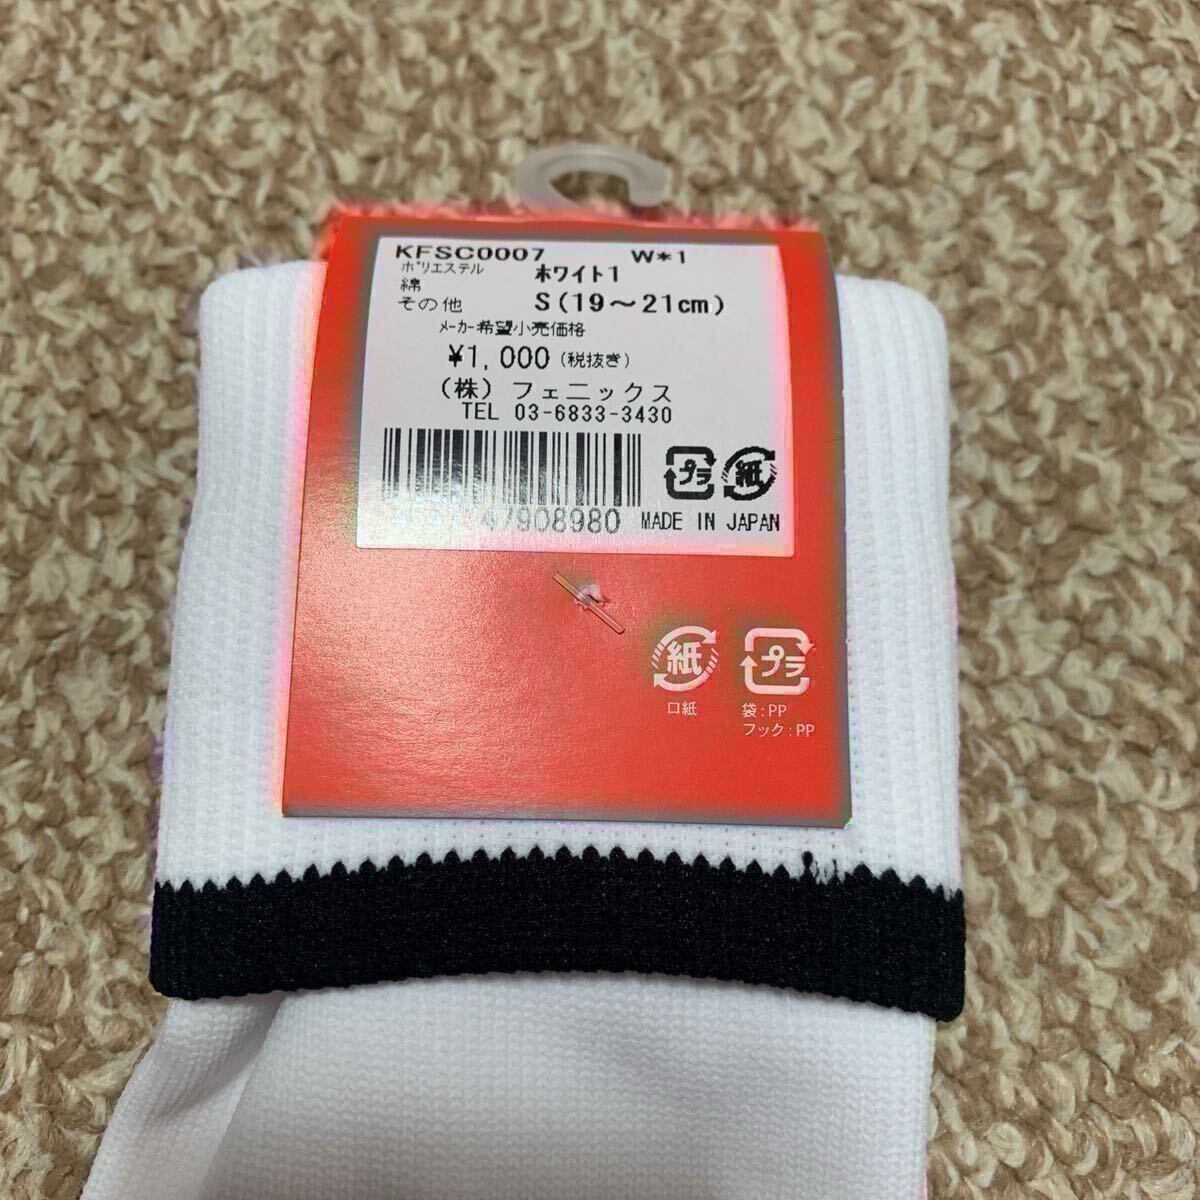 KFSC0007 W*1
ポリエステル ホワイト1
綿
その他 S(19～21cm)
メーカー希望小売価格
¥1,000 (税抜き)
(株) フェニックス
TEL 03-6833-3430
プラ 紙
47908980 MADE IN JAPAN
紙 プラ
口紙 袋:PP
フック:PP